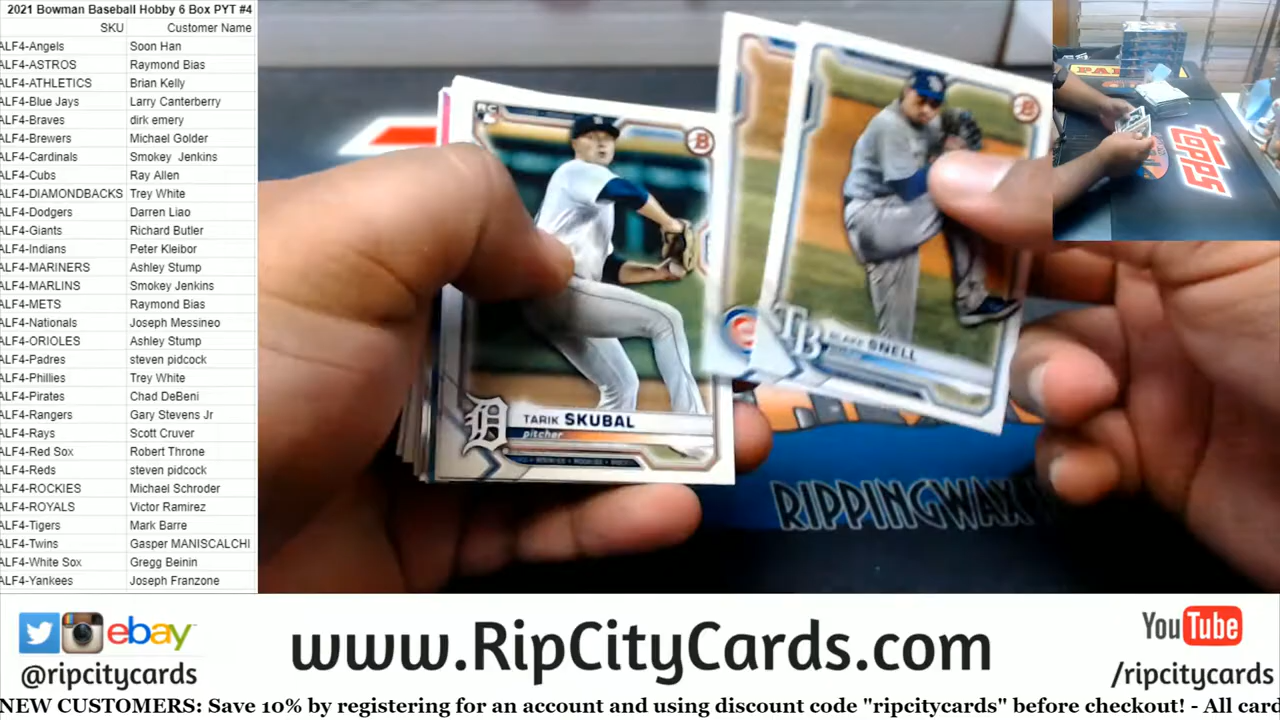 2021 Bowman Baseball Hobby 6 Box PYT #4
SKU Customer Name
ALF4-Angels Soon Han
ALF4-ASTROS Raymond Bias
ALF4-ATHLETICS Brian Kelly
ALF4-Blue Jays Larry Canterberry
ALF4-Braves dirk emery
ALF4-Brewers Michael Golder
ALF4-Cardinals Smokey Jenkins
ALF4-Cubs Ray Allen
ALF4-DIAMONDBACKS Trey White
ALF4-Dodgers Darren Liao
ALF4-Giants Richard Butler
ALF4-Indians Peter Kleibor
ALF4-MARINERS Ashley Stump
ALF4-MARLINS Smokey Jenkins
ALF4-METS Raymond Bias
ALF4-Nationals Joseph Messineo
ALF4-ORIOLES Ashley Stump
ALF4-Padres steven pidcock
ALF4-Phillies Trey White
ALF4-Pirates Chad DeBeni
ALF4-Rangers Gary Stevens Jr
ALF4-Rays Scott Cruver
ALF4-Red Sox Robert Throne
ALF4-Reds steven pidcock
ALF4-ROCKIES Michael Schroder
ALF4-ROYALS Victor Ramirez
ALF4-Tigers Mark Barre
ALF4-Twins Gasper MANISCALCHI
ALF4-White Sox Gregg Beinin
ALF4-Yankees Joseph Franzone
RC
B
D
TARIK SKUBAL
pitcher
B
TB
BLAKE SNELL
topps
RIPPINGWAX
ebay
@ripcitycards
www.RipCityCards.com
YouTube
/ripcitycards
NEW CUSTOMERS: Save 10% by registering for an account and using discount code "ripcitycards" before checkout! - All card